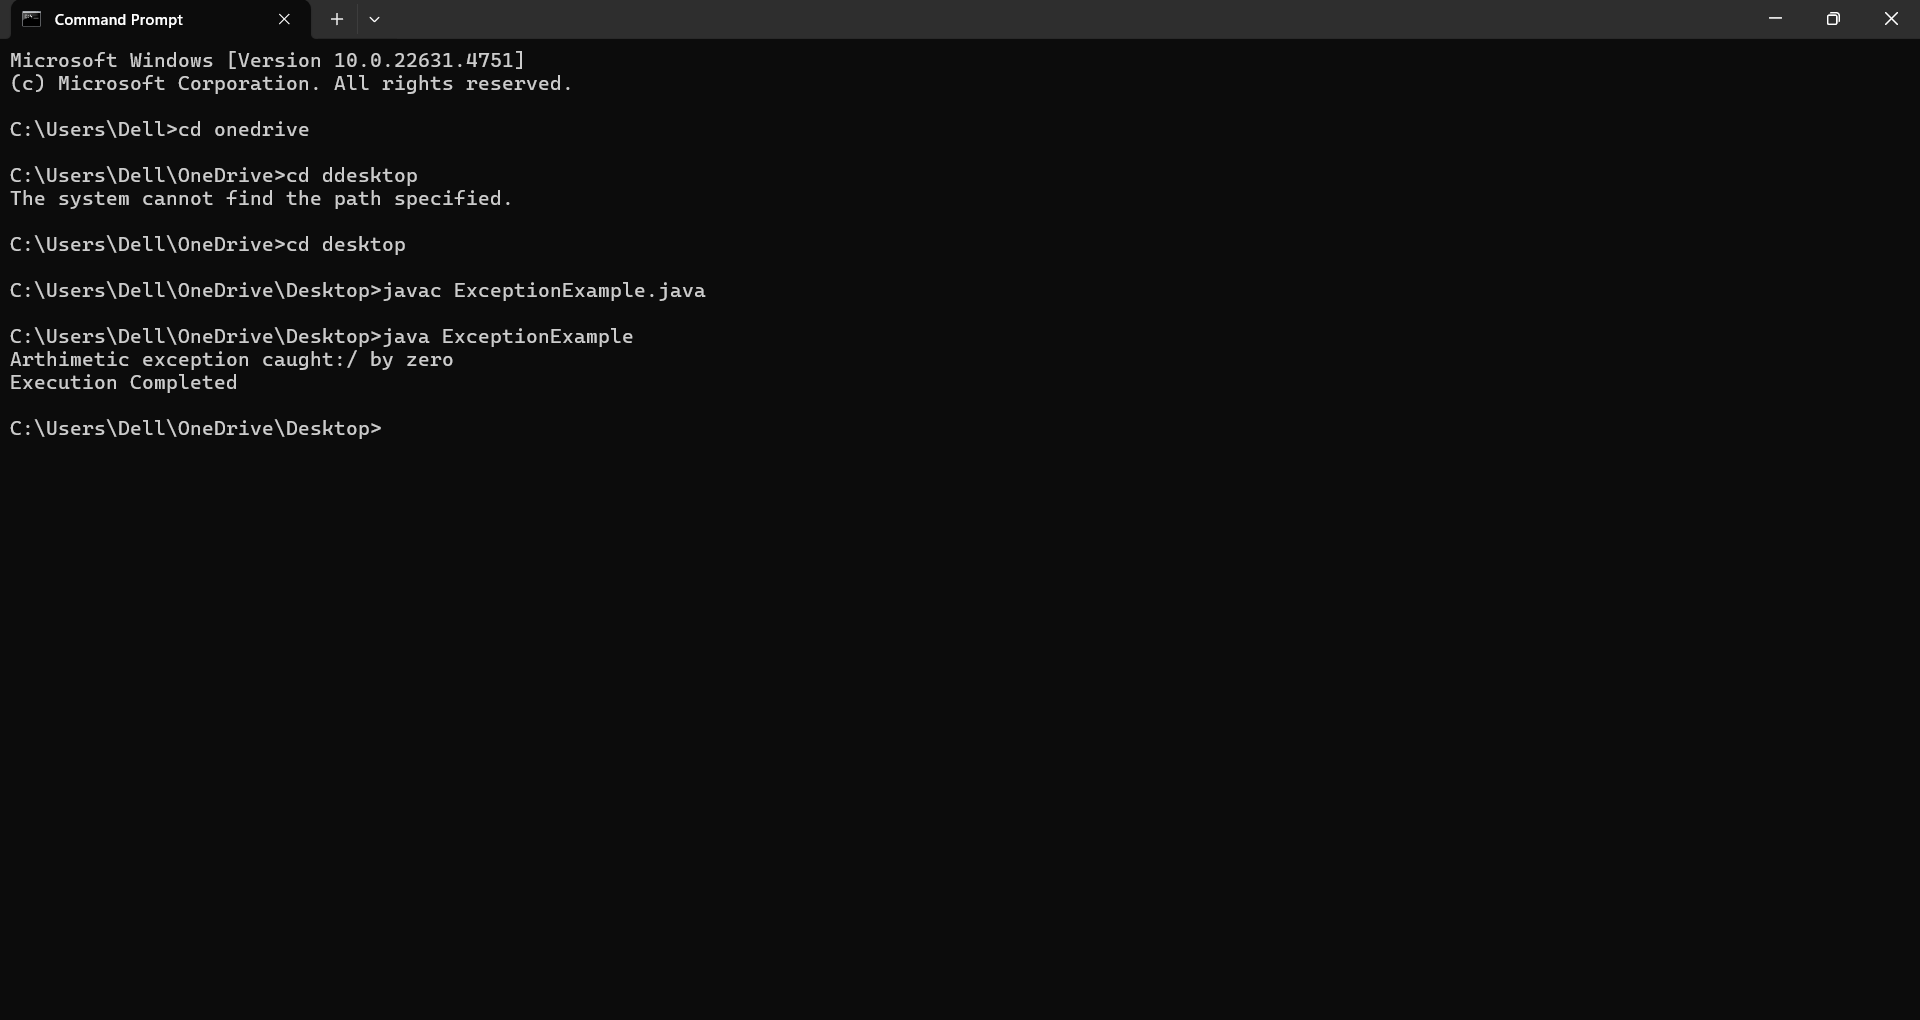 Command Prompt
Microsoft Windows [Version 10.0.22631.4751]
(c) Microsoft Corporation. All rights reserved.
C:\Users\Dell>cd onedrive
C:\Users\Dell\OneDrive>cd ddesktop
The system cannot find the path specified.
C:\Users\Dell\OneDrive>cd desktop
C:\Users\Dell\OneDrive\Desktop>javac ExceptionExample.java
C:\Users\Dell\OneDrive\Desktop>java ExceptionExample
Arthimetic exception caught:/ by zero
Execution Completed
C:\Users\Dell\OneDrive\Desktop>